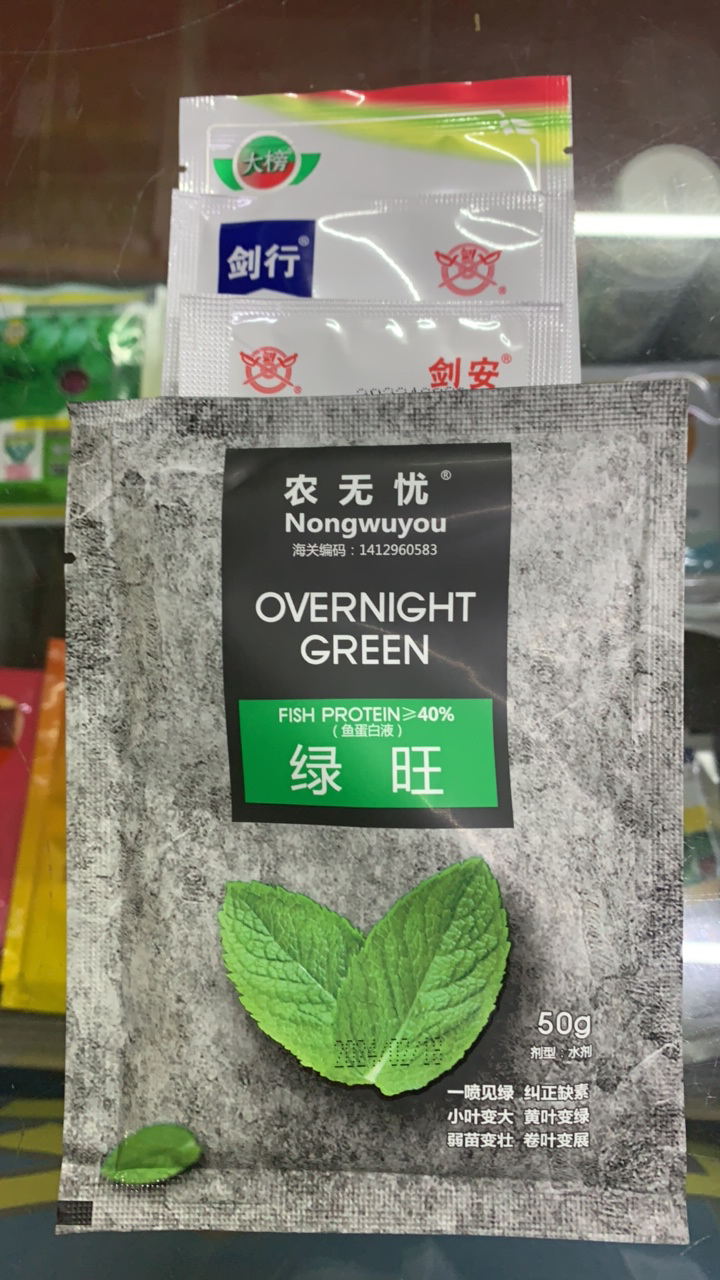 大榜
剑行®
剑
剑
剑安®
农无忧®
Nongwuyou
海关编码：1412960583
OVERNIGHT
GREEN
FISH PROTEIN≥40%
（鱼蛋白液）
绿 旺
50g
剂型：水剂
一喷见绿 纠正缺素
小叶变大 黄叶变绿
弱苗变壮 卷叶变展